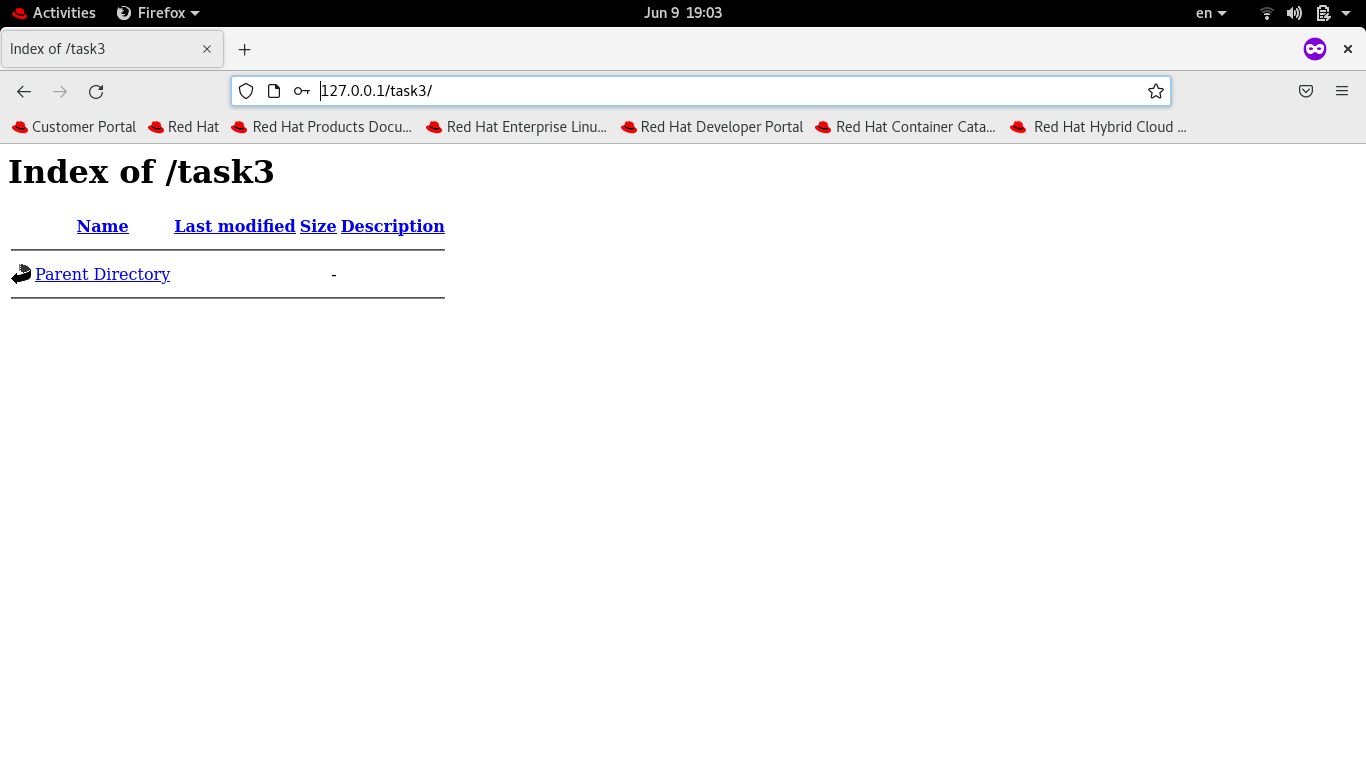 Activities Firefox Jun 9 19:03 en
Index of /task3
127.0.0.1/task3/
Customer Portal Red Hat Red Hat Products Docu... Red Hat Enterprise Linu... Red Hat Developer Portal Red Hat Container Cata... Red Hat Hybrid Cloud ...
Index of /task3
Name Last modified Size Description
Parent Directory -